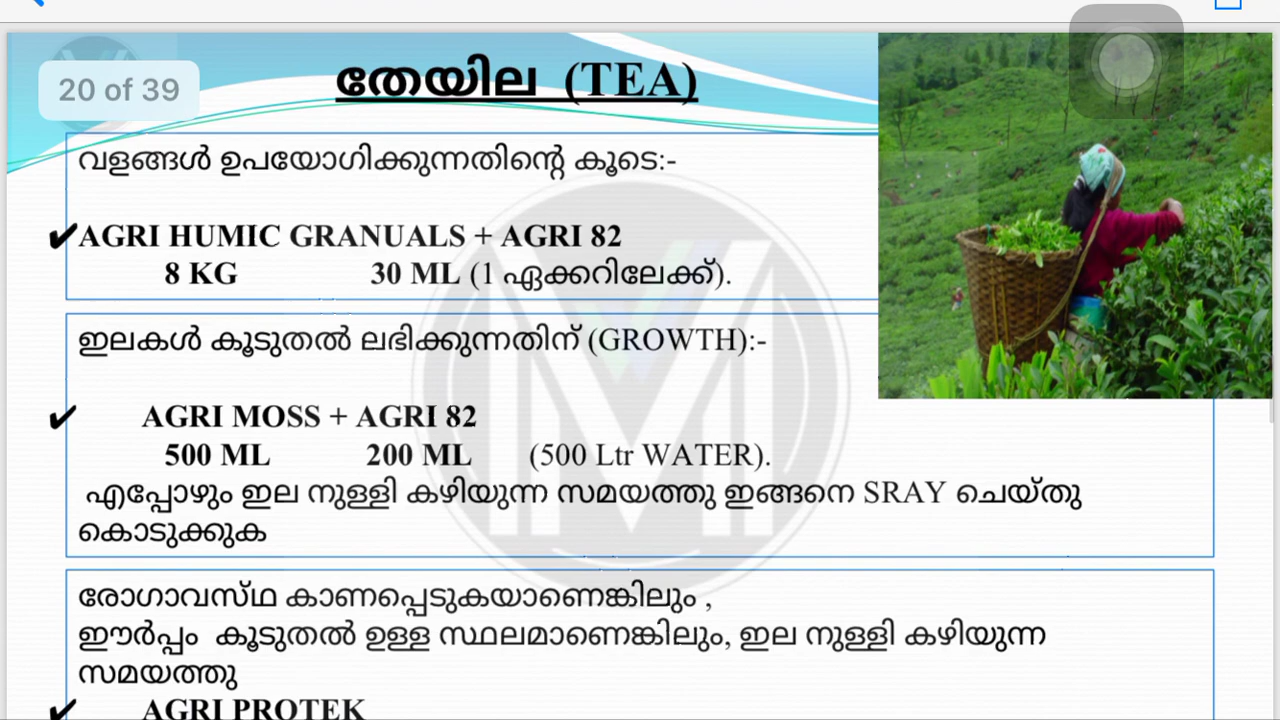 20 of 39
തേയില (TEA)
വളങ്ങൾ ഉപയോഗിക്കുന്നതിന്റെ കൂടെ:-
✔AGRI HUMIC GRANUALS + AGRI 82
8 KG 30 ML (1 ഏക്കറിലേക്ക്).
ഇലകൾ കൂടുതൽ ലഭിക്കുന്നതിന് (GROWTH):-
✔ AGRI MOSS + AGRI 82
500 ML 200 ML (500 Ltr WATER).
എപ്പോഴും ഇല നുള്ളി കഴിയുന്ന സമയത്തു ഇങ്ങനെ SRAY ചെയ്തു
കൊടുക്കുക
രോഗാവസ്ഥ കാണപ്പെടുകയാണെങ്കിലും ,
ഈർപ്പം കൂടുതൽ ഉള്ള സ്ഥലമാണെങ്കിലും, ഇല നുള്ളി കഴിയുന്ന
സമയത്തു
✔ AGRI PROTEK